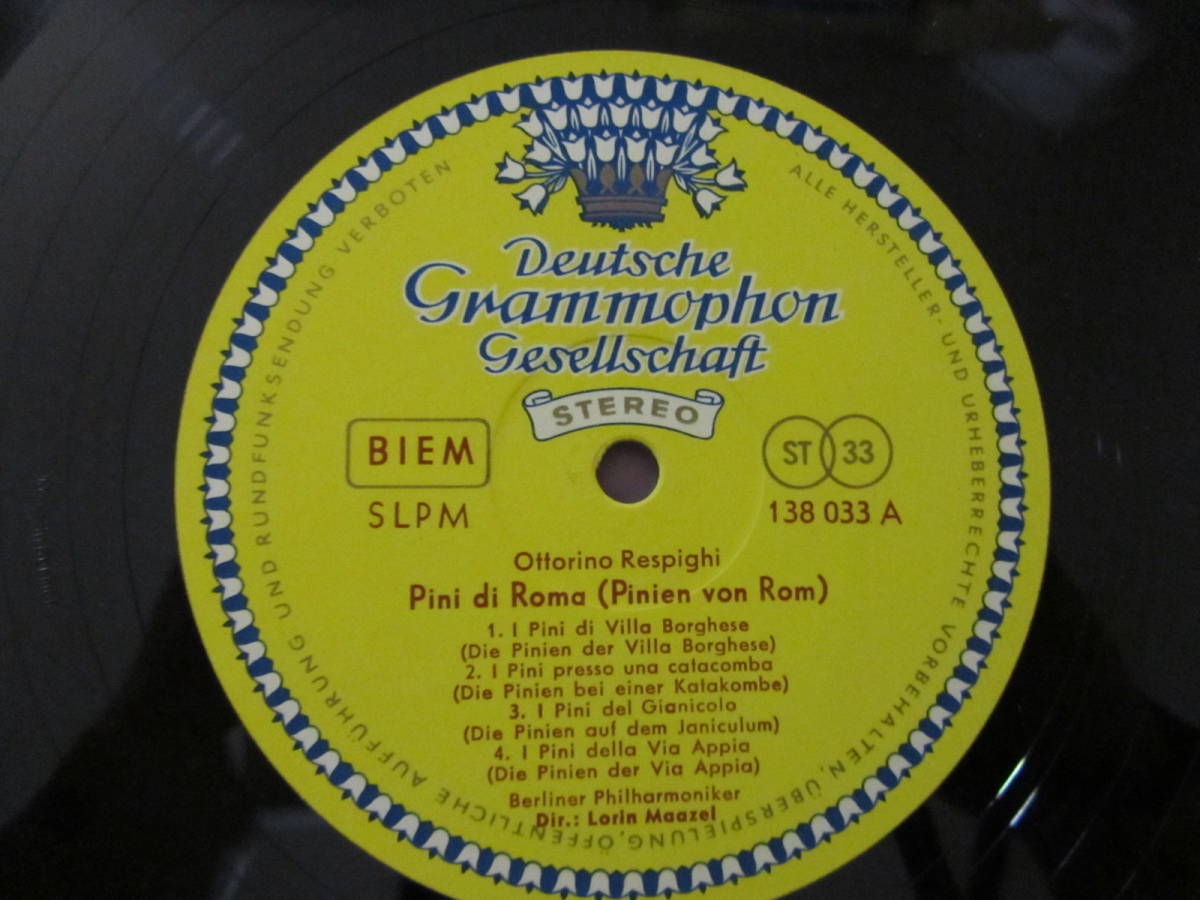 Deutsche
Grammophon
Gesellschaft
STEREO
BIEM
SLPM
ST 33
138 033 A
Ottorino Respighi
Pini di Roma (Pinien von Rom)
1. I Pini di Villa Borghese
(Die Pinien der Villa Borghese)
2. I Pini presso una catacomba
(Die Pinien bei einer Katakombe)
3. I Pini del Gianicolo
(Die Pinien auf dem Janiculum)
4. I Pini della Via Appia
(Die Pinien der Via Appia)
Berliner Philharmoniker
Dir.: Lorin Maazel
ALLE HERSTELLER- UND URHEBERRECHTE VORBEHALTEN, ÜBERSPIELUNG, ÖFFENTLICHE AUFFÜHRUNG UND RUNDFUNKSENDUNG VERBOTEN